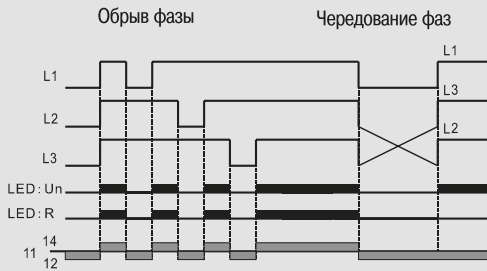 Обрыв фазы Чередование фаз
L1 L1
L3
L2 L2
L3
LED: Un
LED: R
14
11
12